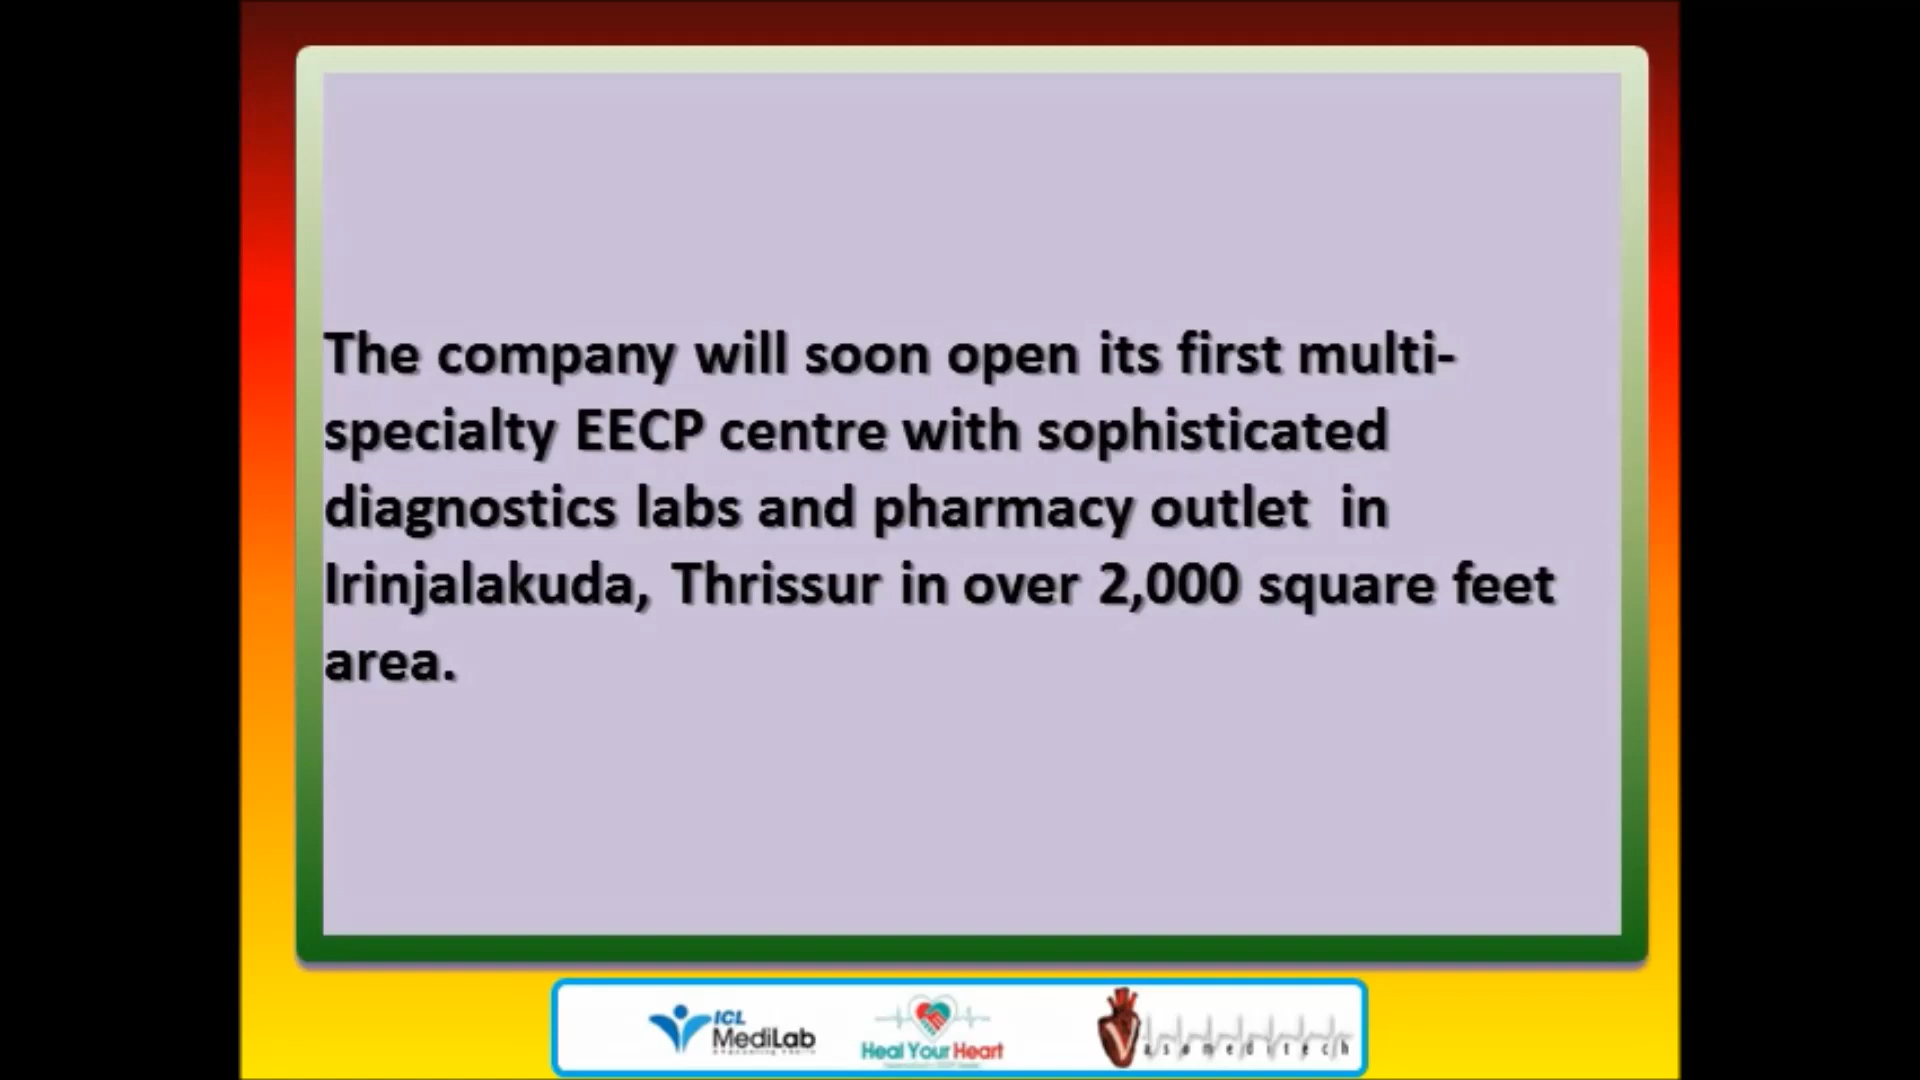 The company will soon open its first multi-
specialty EECP centre with sophisticated
diagnostics labs and pharmacy outlet in
Irinjalakuda, Thrissur in over 2,000 square feet
area.
ICL
MediLab
Heal Your Heart
Vasomeditech